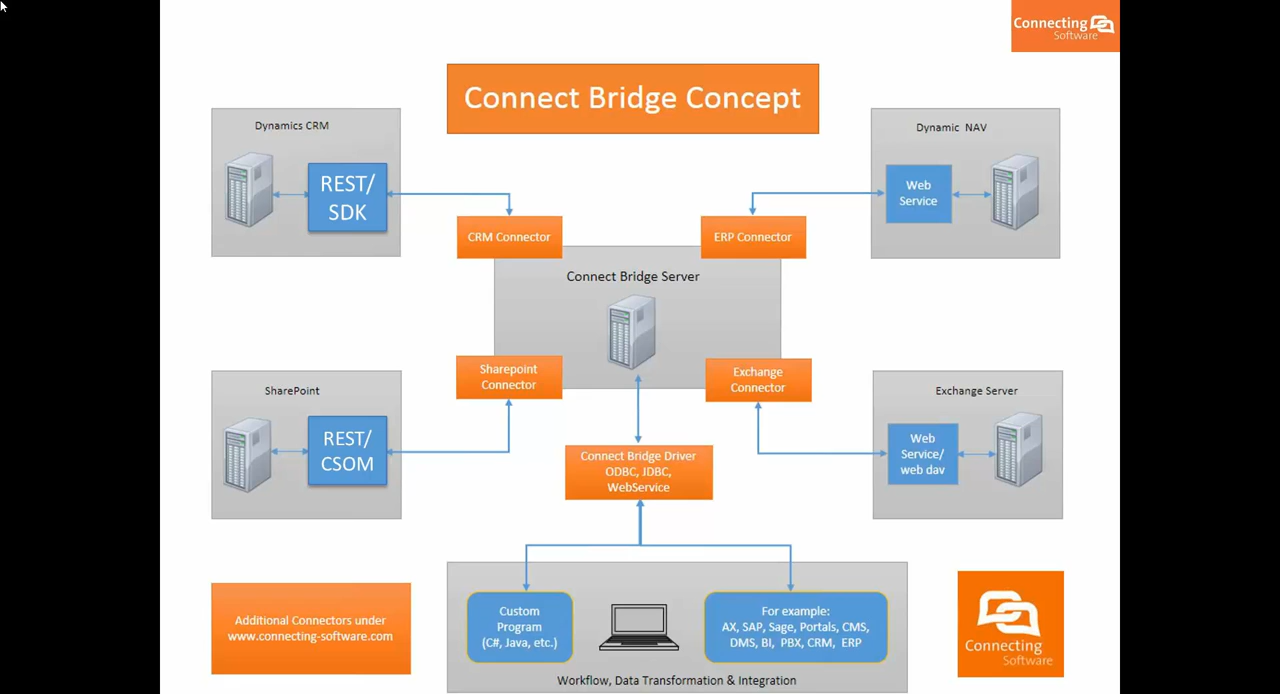 Connecting
Software
Connect Bridge Concept
Dynamics CRM
REST/
SDK
Dynamic NAV
Web
Service
CRM Connector
ERP Connector
Connect Bridge Server
Sharepoint
Connector
Exchange
Connector
SharePoint
REST/
CSOM
Exchange Server
Web
Service/
web dav
Connect Bridge Driver
ODBC, JDBC,
WebService
Additional Connectors under
www.connecting-software.com
Custom
Program
(C#, Java, etc.)
For example:
AX, SAP, Sage, Portals, CMS,
DMS, BI, PBX, CRM, ERP
Workflow, Data Transformation & Integration
Connecting
Software